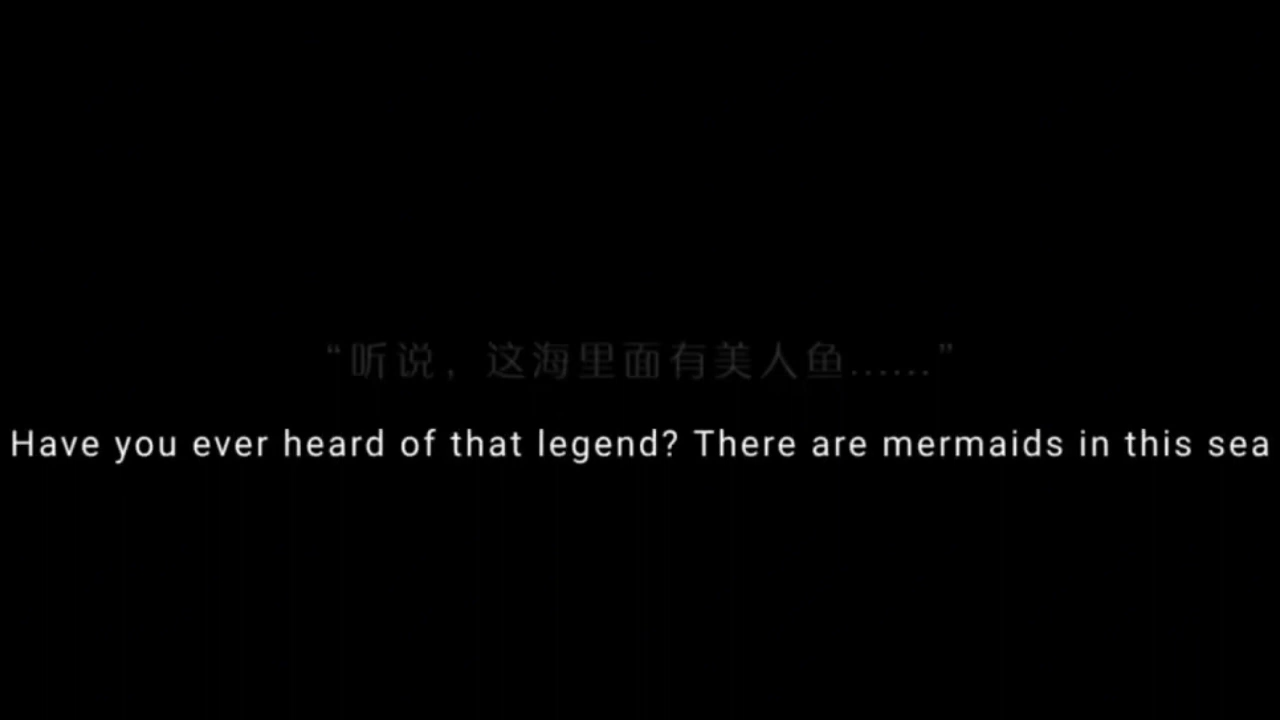 “听说，这海里面有美人鱼……”
Have you ever heard of that legend? There are mermaids in this sea